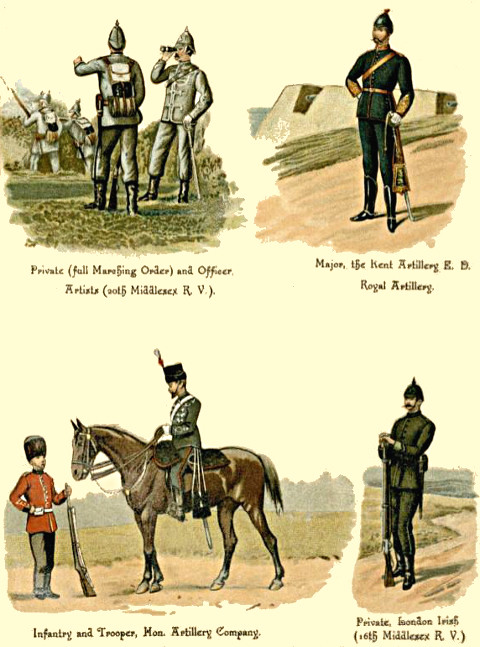 Private (full Marching Order) and Officer.
Artists (20th Middlesex R. V.).
Major, the Kent Artillery E. D.
Royal Artillery.
Infantry and Trooper, Hon. Artillery Company.
Private, London Irish
(16th Middlesex R. V.)